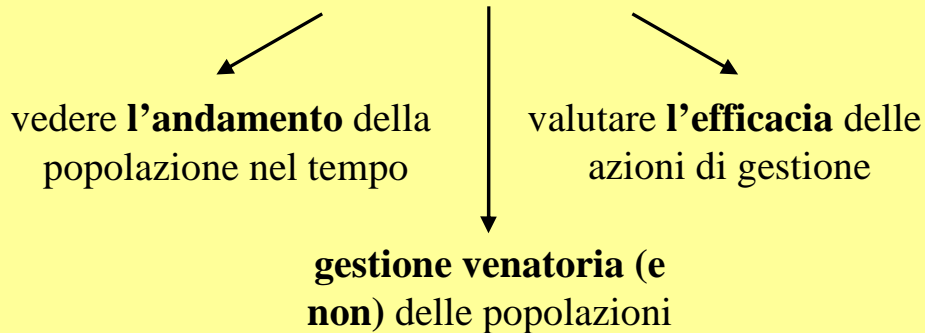 vedere l’andamento della
popolazione nel tempo
valutare l’efficacia delle
azioni di gestione
gestione venatoria (e
non) delle popolazioni